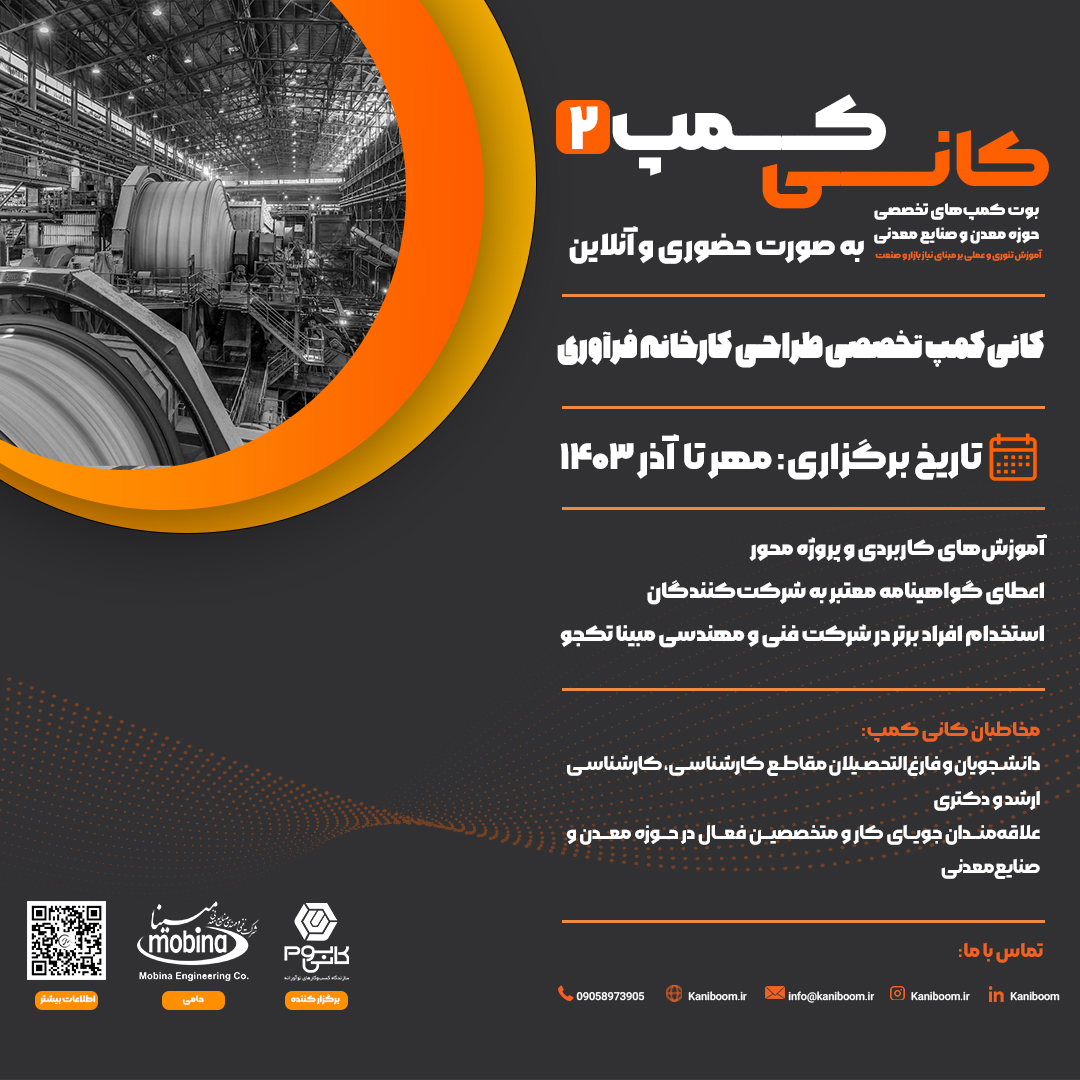 کانی کمپ ۲
بوت کمپ‌های تخصصی
حوزه معدن و صنایع معدنی
آموزش تئوری و عملی بر مبنای نیاز بازار و صنعت
به صورت حضوری و آنلاین
کانی کمپ تخصصی طراحی کارخانه فرآوری
تاریخ برگزاری: مهر تا آذر ۱۴۰۳
آموزش‌های کاربردی و پروژه محور
اعطای گواهینامه معتبر به شرکت‌کنندگان
استخدام افراد برتر در شرکت فنی و مهندسی مبینا تکجو
مخاطبان کانی کمپ:
دانشجویان و فارغ‌التحصیلان مقاطع کارشناسی، کارشناسی
ارشد و دکتری
علاقه‌مندان جویای کار و متخصصین فعال در حوزه معدن و
صنایع‌معدنی
تماس با ما:
Kaniboom
Kaniboom.ir
info@kaniboom.ir
Kaniboom.ir
09058973905
کانی بوم
برگزار کننده
مبینا
mobina
Mobina Engineering Co.
حامی
اطلاعات بیشتر